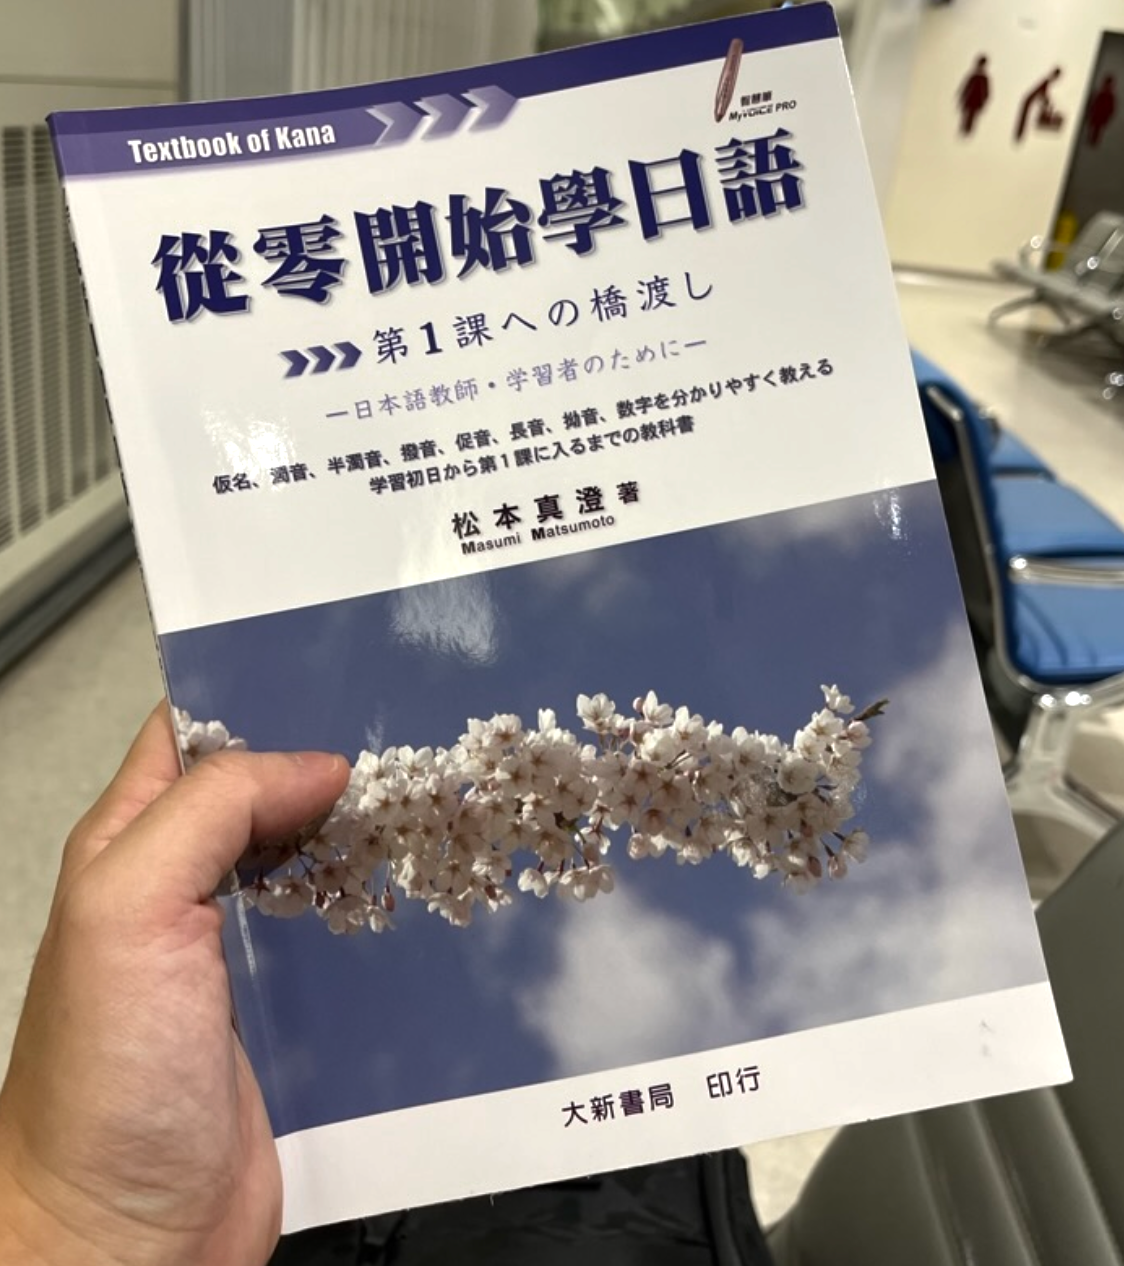 Textbook of Kana
智慧筆
MyVOICE PRO
從零開始學日語
第1課への橋渡し
ー日本語教師・学習者のためにー
仮名、濁音、半濁音、撥音、促音、長音、拗音、数字を分かりやすく教える
学習初日から第1課に入るまでの教科書
松本真澄 著
Masumi Matsumoto
大新書局 印行